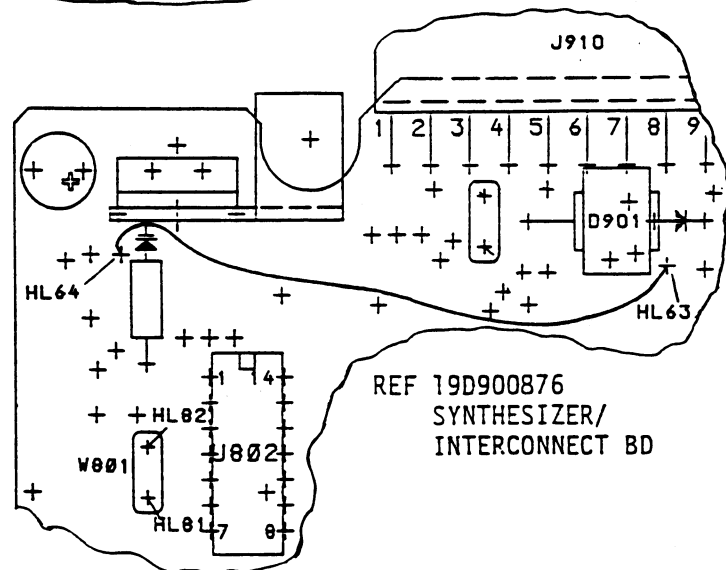 J910
1 2 3 4 5 6 7 8 9
D901
HL64
HL63
REF 19D900876
SYNTHESIZER/
INTERCONNECT BD
1 14
HL82
W801
U802
HL81
7 8